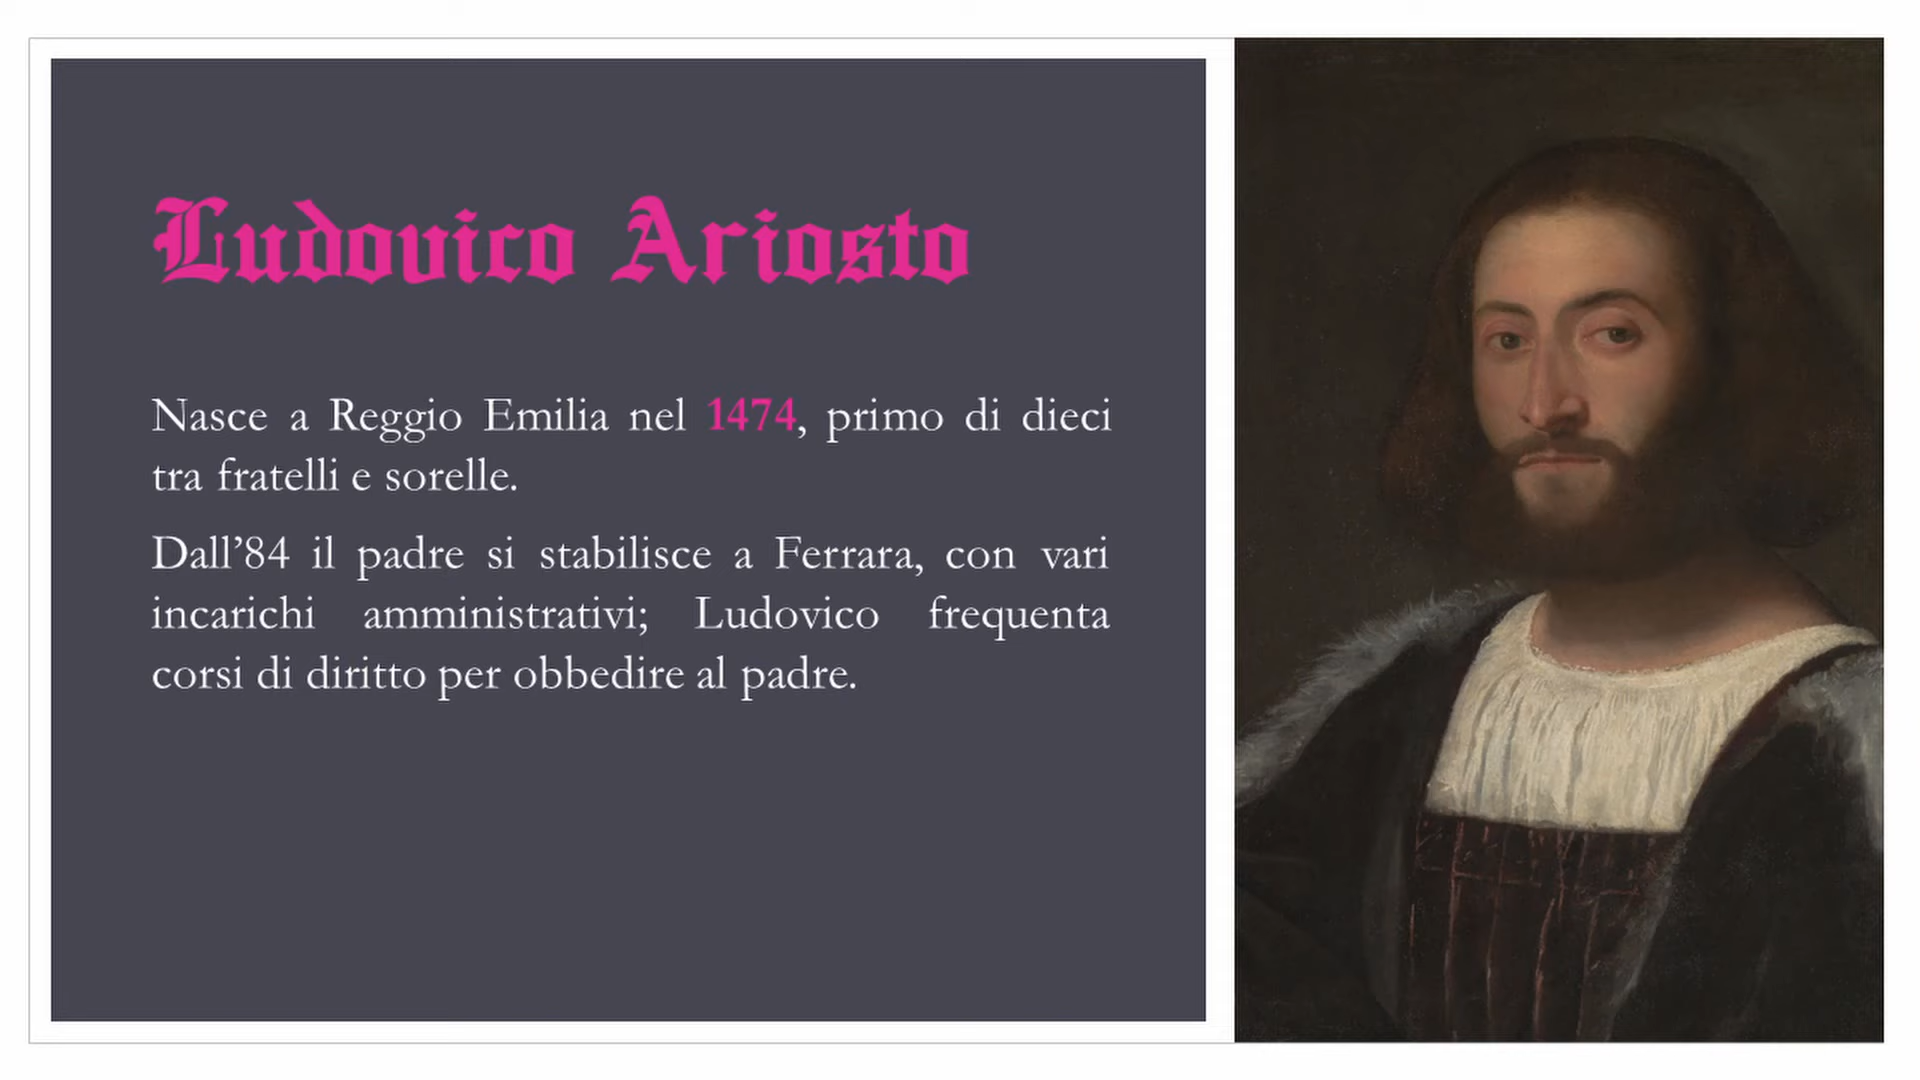 Ludovico Ariosto
Nasce a Reggio Emilia nel 1474, primo di dieci
tra fratelli e sorelle.
Dall’84 il padre si stabilisce a Ferrara, con vari
incarichi amministrativi; Ludovico frequenta
corsi di diritto per obbedire al padre.